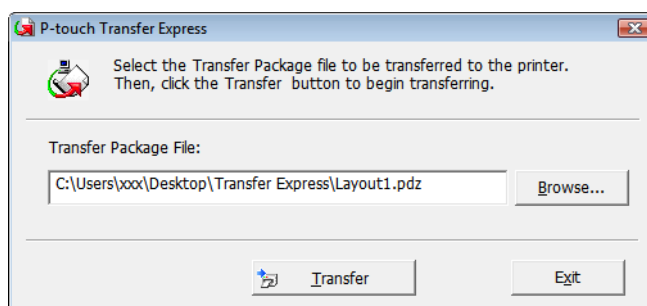 P-touch Transfer Express
Select the Transfer Package file to be transferred to the printer.
Then, click the Transfer button to begin transferring.
Transfer Package File:
C:\Users\xxx\Desktop\Transfer Express\Layout1.pdz
Browse...
Transfer
Exit